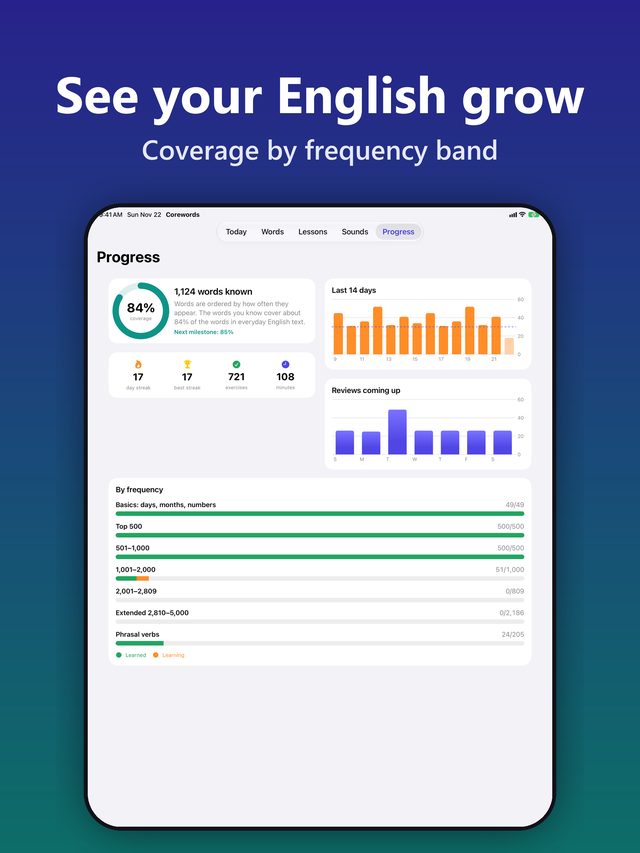 See your English grow
Coverage by frequency band
9:41 AM Sun Nov 22 Corewords
Today Words Lessons Sounds Progress
Progress
84%
coverage
1,124 words known
Words are ordered by how often they
appear. The words you know cover about
84% of the words in everyday English text.
Next milestone: 85%
17
day streak
17
best streak
721
exercises
108
minutes
Last 14 days
60
40
20
0
9 11 13 15 17 19 21
Reviews coming up
60
40
20
0
S M T W T F S
By frequency
Basics: days, months, numbers 49/49
Top 500 500/500
501–1,000 500/500
1,001–2,000 51/1,000
2,001–2,809 0/809
Extended 2,810–5,000 0/2,186
Phrasal verbs 24/205
Learned Learning